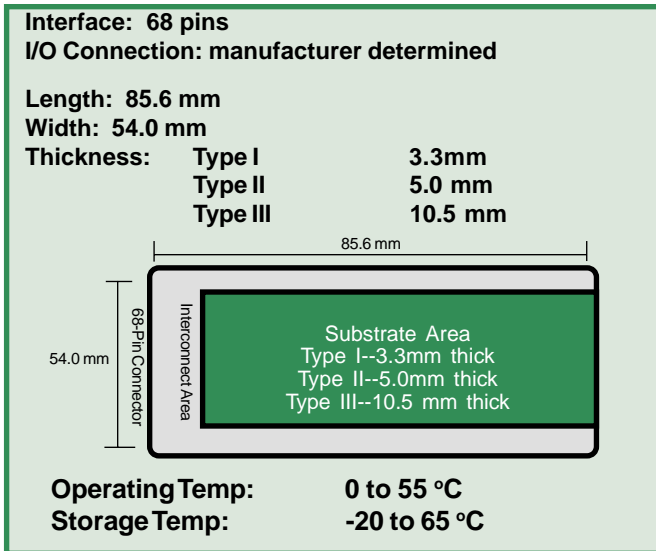 Interface: 68 pins
I/O Connection: manufacturer determined
Length: 85.6 mm
Width: 54.0 mm
Thickness: Type I 3.3mm
Type II 5.0 mm
Type III 10.5 mm
85.6 mm
54.0 mm
68-Pin Connector
Interconnect Area
Substrate Area
Type I--3.3mm thick
Type II--5.0mm thick
Type III--10.5 mm thick
Operating Temp: 0 to 55 °C
Storage Temp: -20 to 65 °C